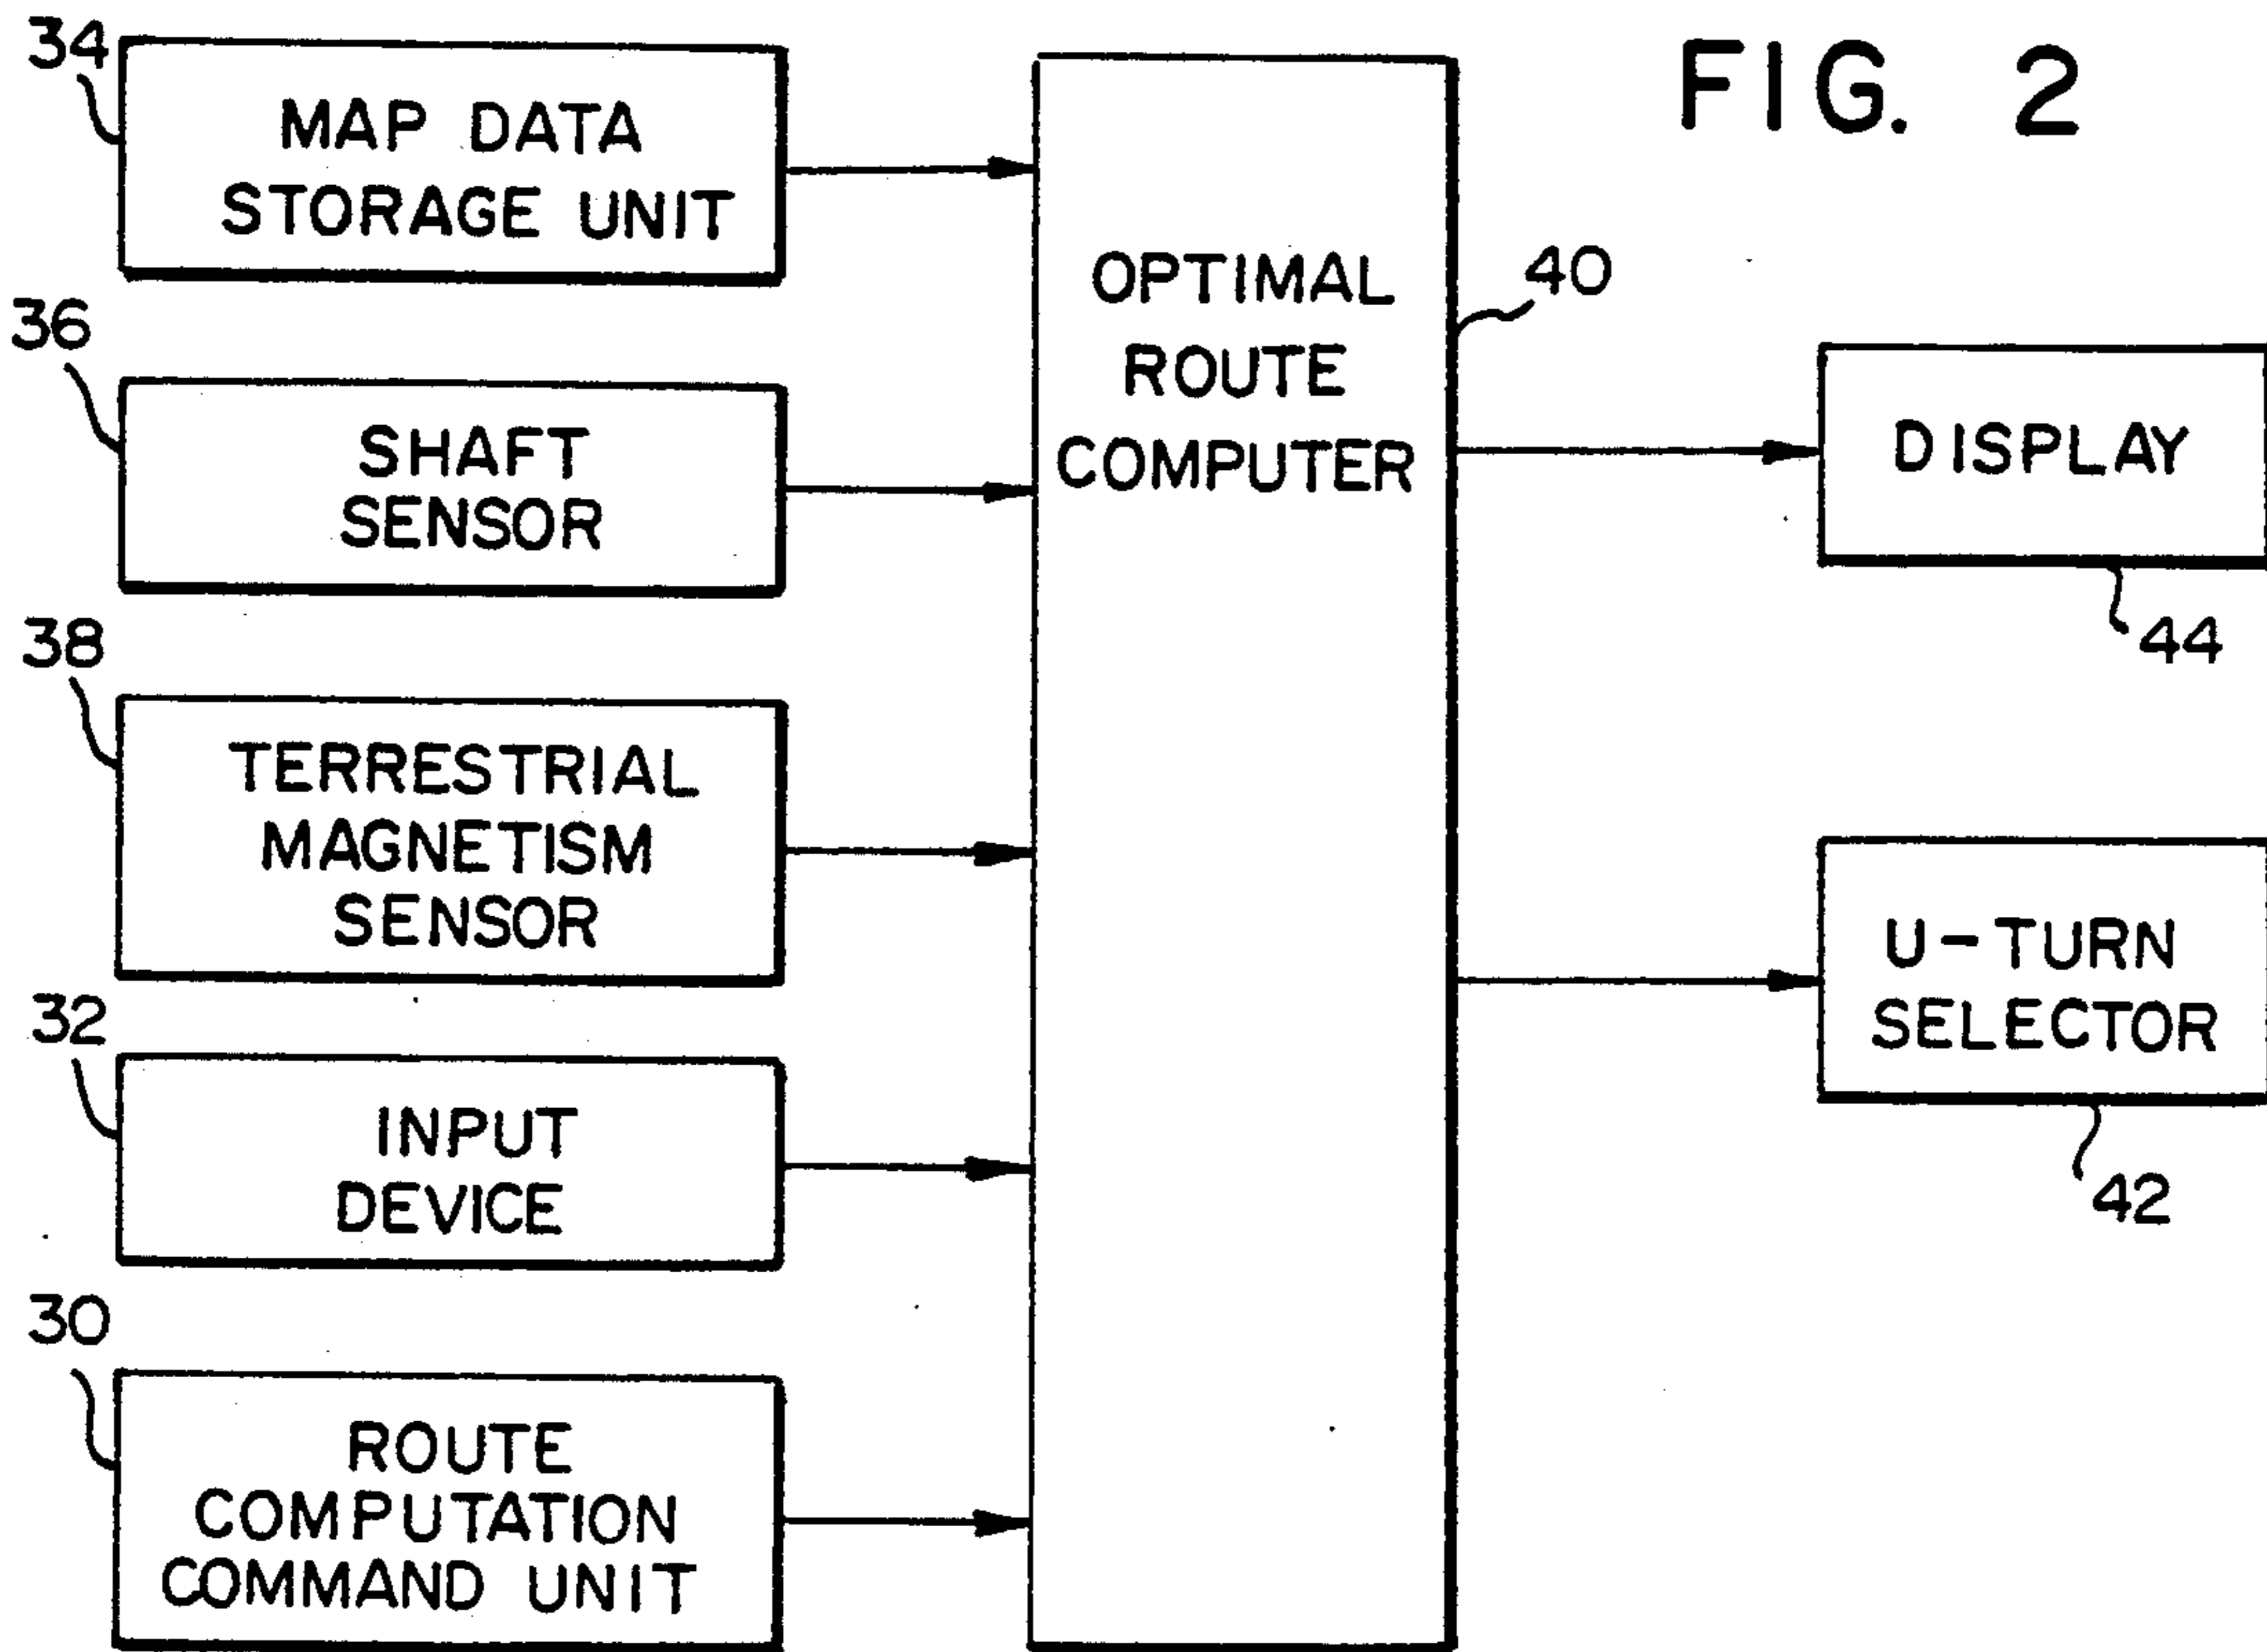 FIG. 2
34
MAP DATA
STORAGE UNIT
36
SHAFT
SENSOR
38
TERRESTRIAL
MAGNETISM
SENSOR
32
INPUT
DEVICE
30
ROUTE
COMPUTATION
COMMAND UNIT
OPTIMAL
ROUTE
COMPUTER
40
DISPLAY
44
U-TURN
SELECTOR
42